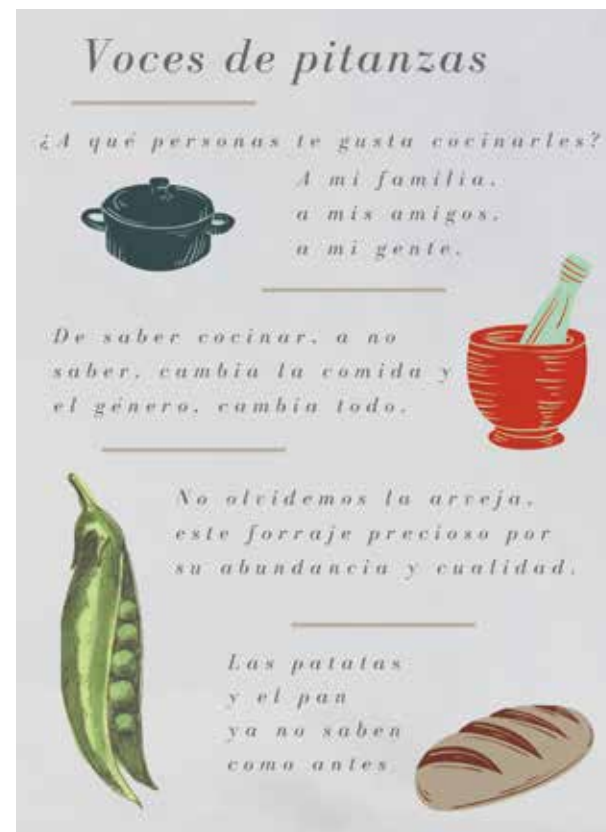 Voces de pitanzas
¿A qué personas te gusta cocinarles?
A mi familia,
a mis amigos,
a mi gente.
De saber cocinar, a no
saber, cambia la comida y
el género, cambia todo.
No olvidemos la arveja,
este forraje precioso por
su abundancia y cualidad.
Las patatas
y el pan
ya no saben
como antes